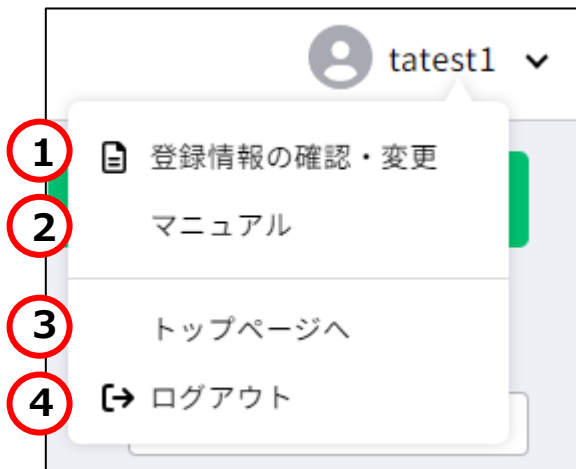 tatest1
1 登録情報の確認・変更
2 マニュアル
3 トップページへ
4 ログアウト